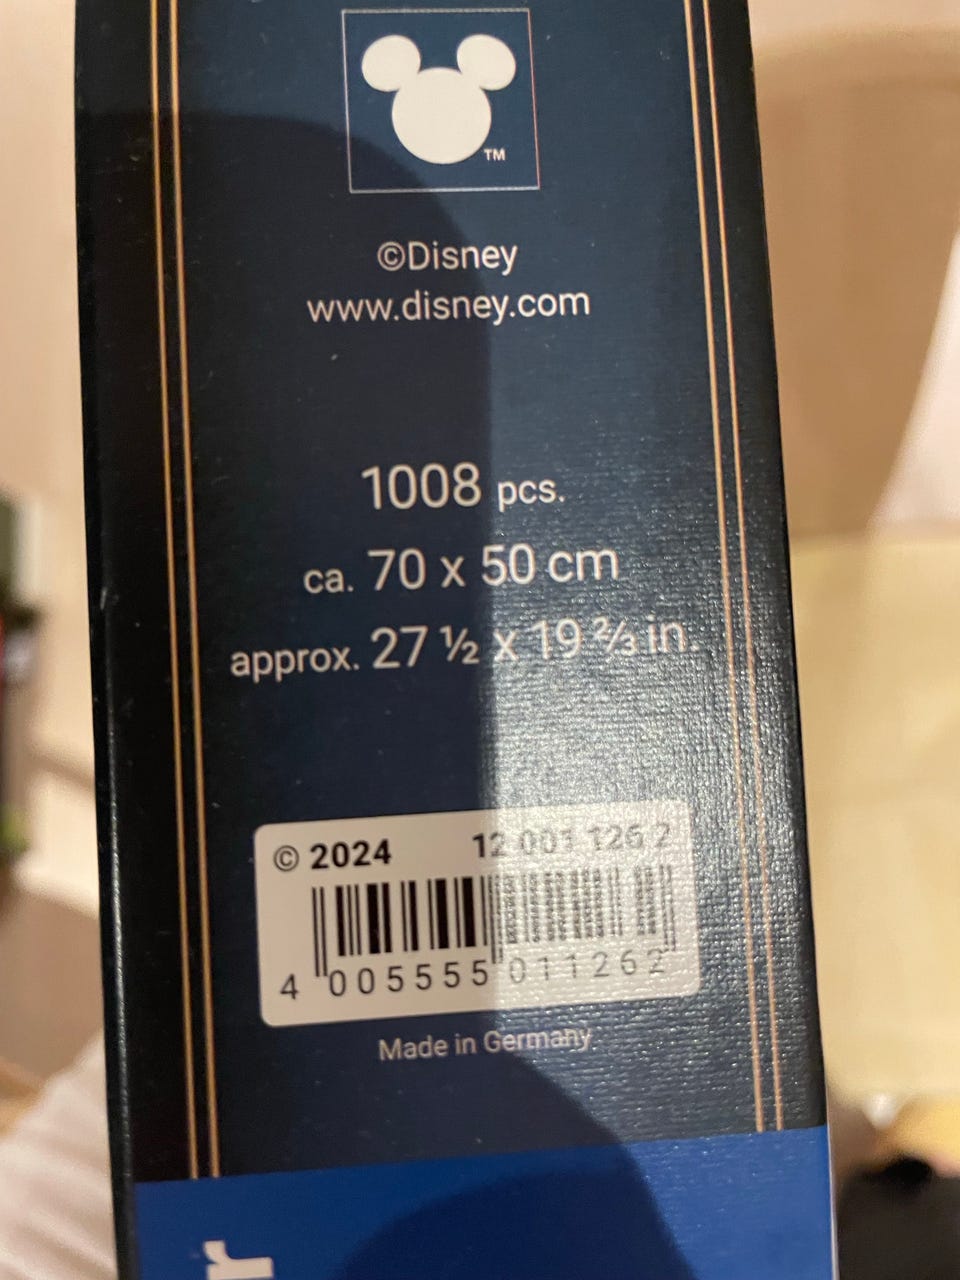 TM
©Disney
www.disney.com
1008 pcs.
ca. 70 x 50 cm
approx. 27 ½ x 19 ⅔ in.
© 2024 12 001 126 2
4 005555 011262
Made in Germany
r